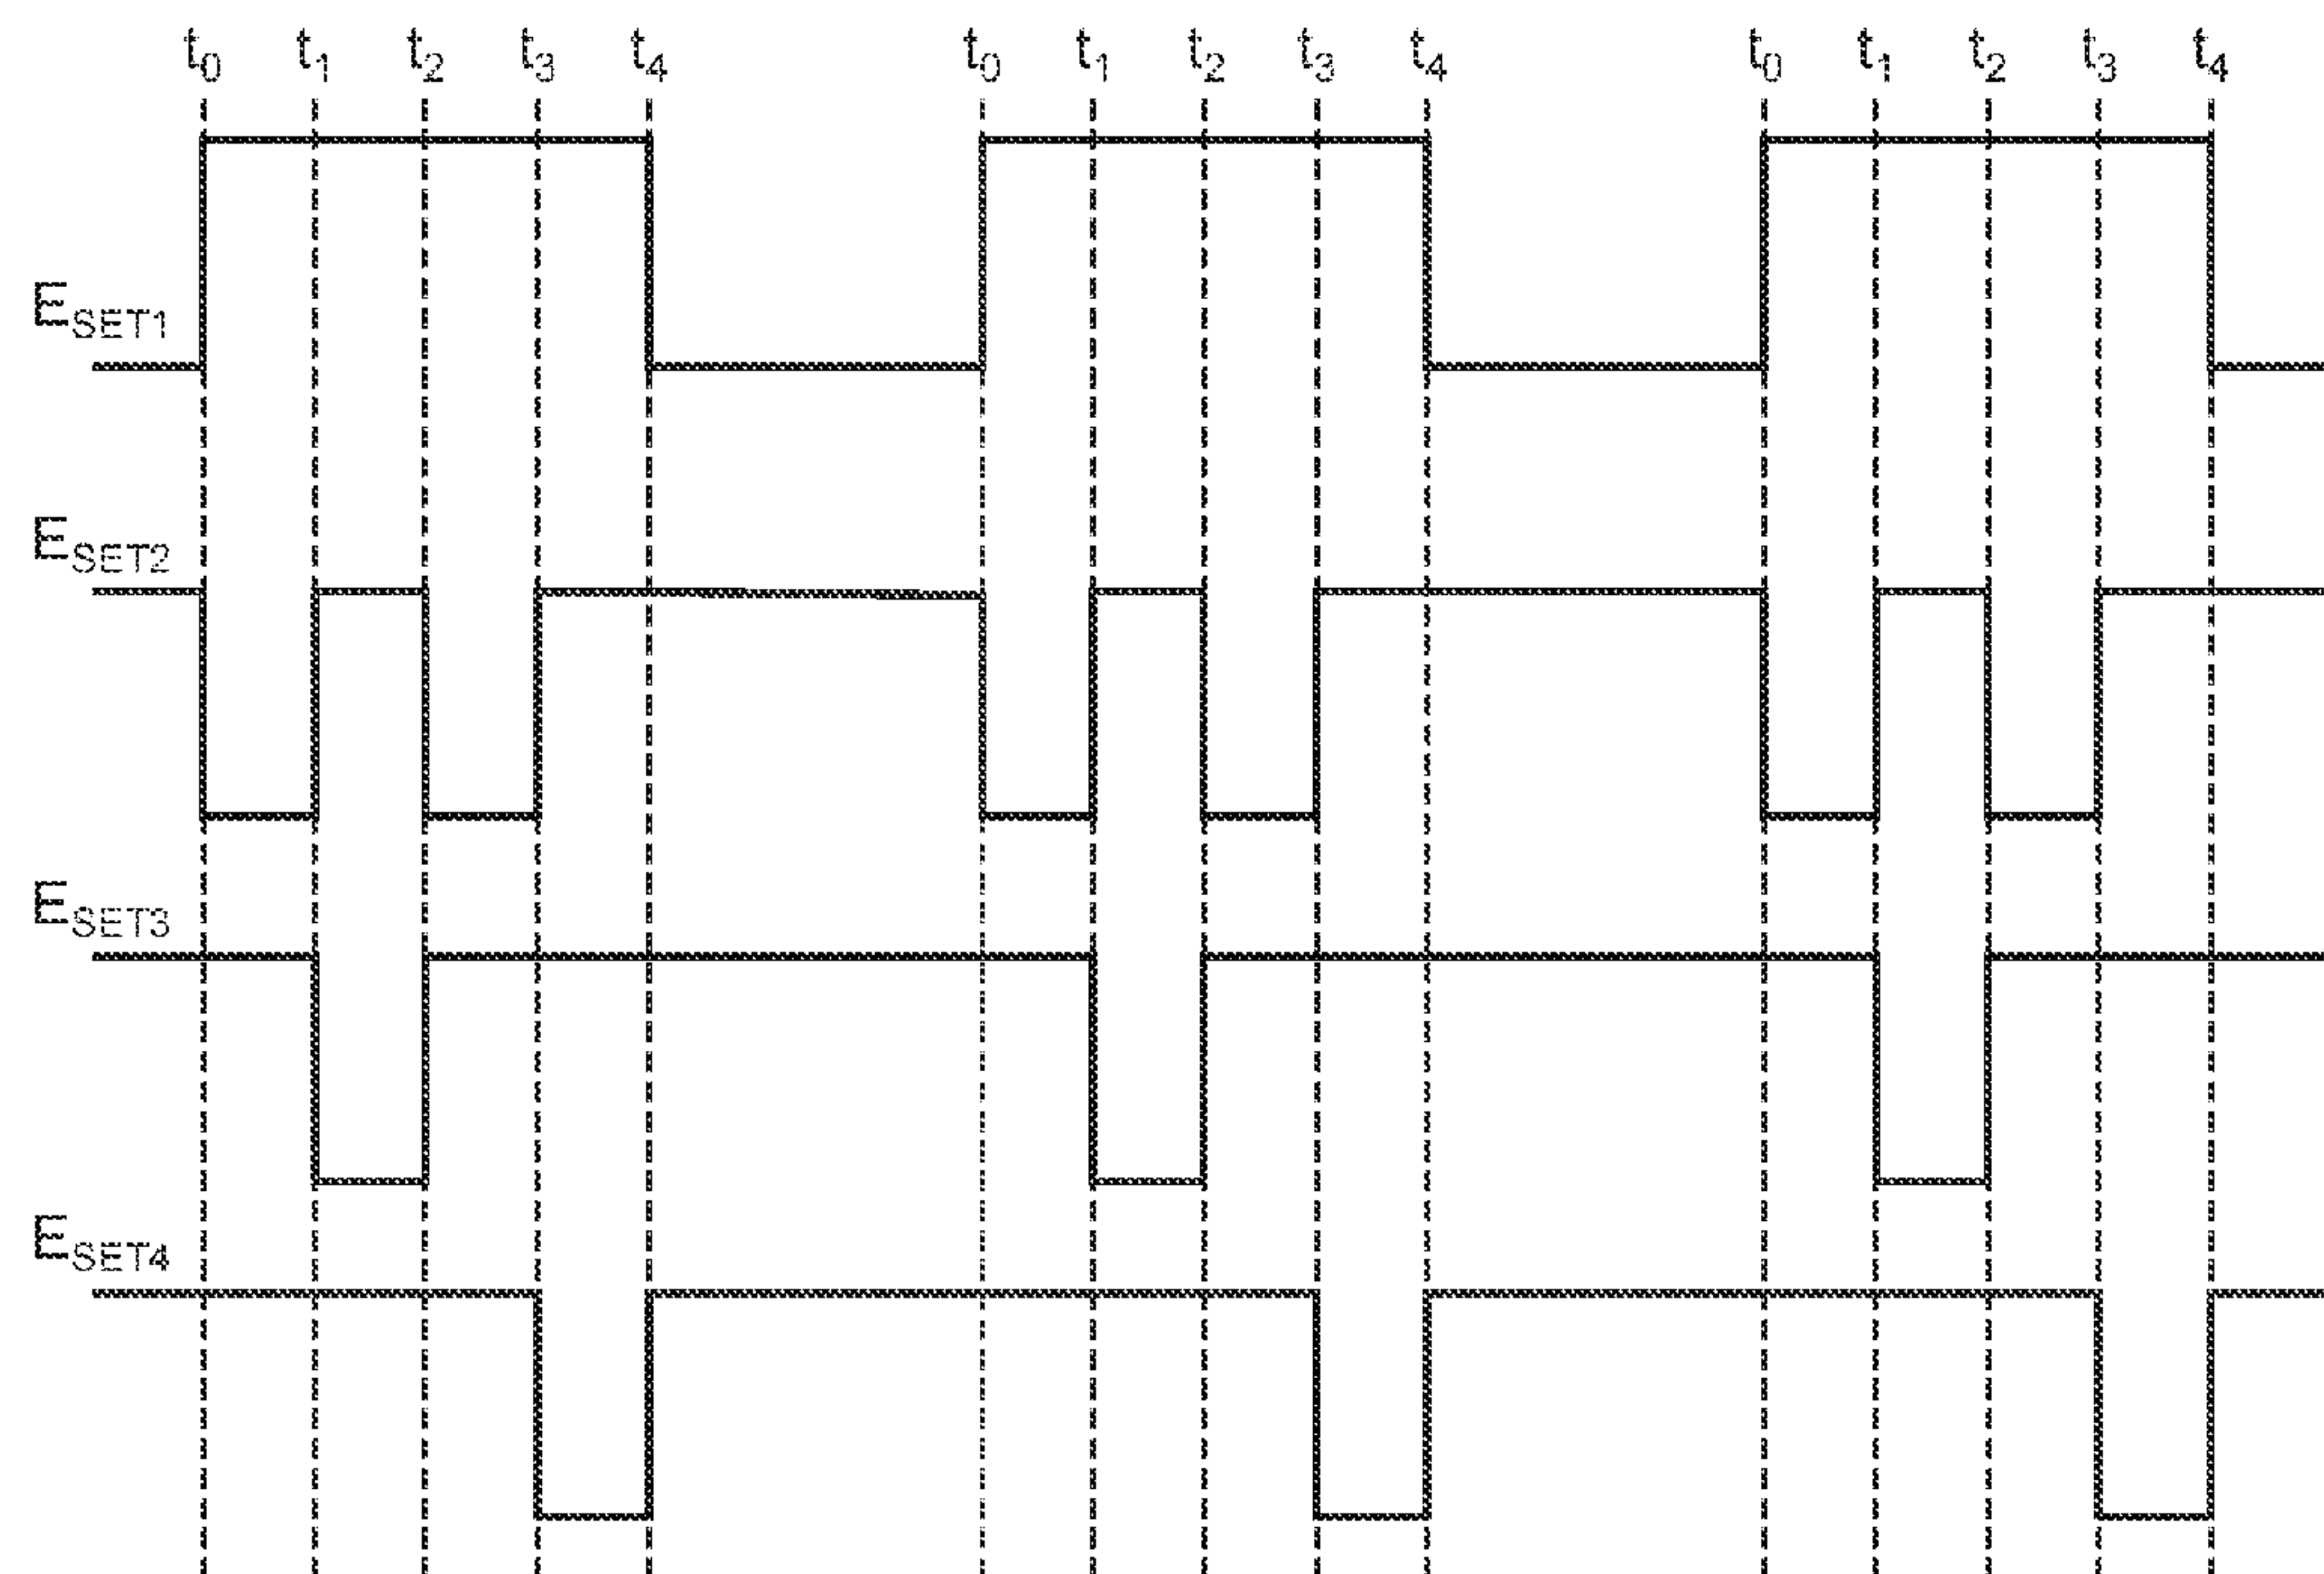 t0 t1 t2 t3 t4 t0 t1 t2 t3 t4 t0 t1 t2 t3 t4
ESET1
ESET2
ESET3
ESET4